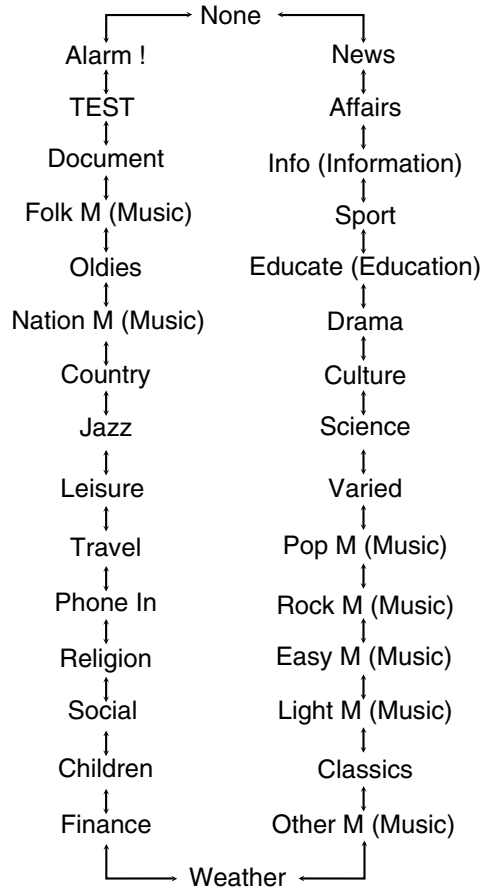 None
Alarm !
News
TEST
Affairs
Document
Info (Information)
Folk M (Music)
Sport
Oldies
Educate (Education)
Nation M (Music)
Drama
Country
Culture
Jazz
Science
Leisure
Varied
Travel
Pop M (Music)
Phone In
Rock M (Music)
Religion
Easy M (Music)
Social
Light M (Music)
Children
Classics
Finance
Other M (Music)
Weather